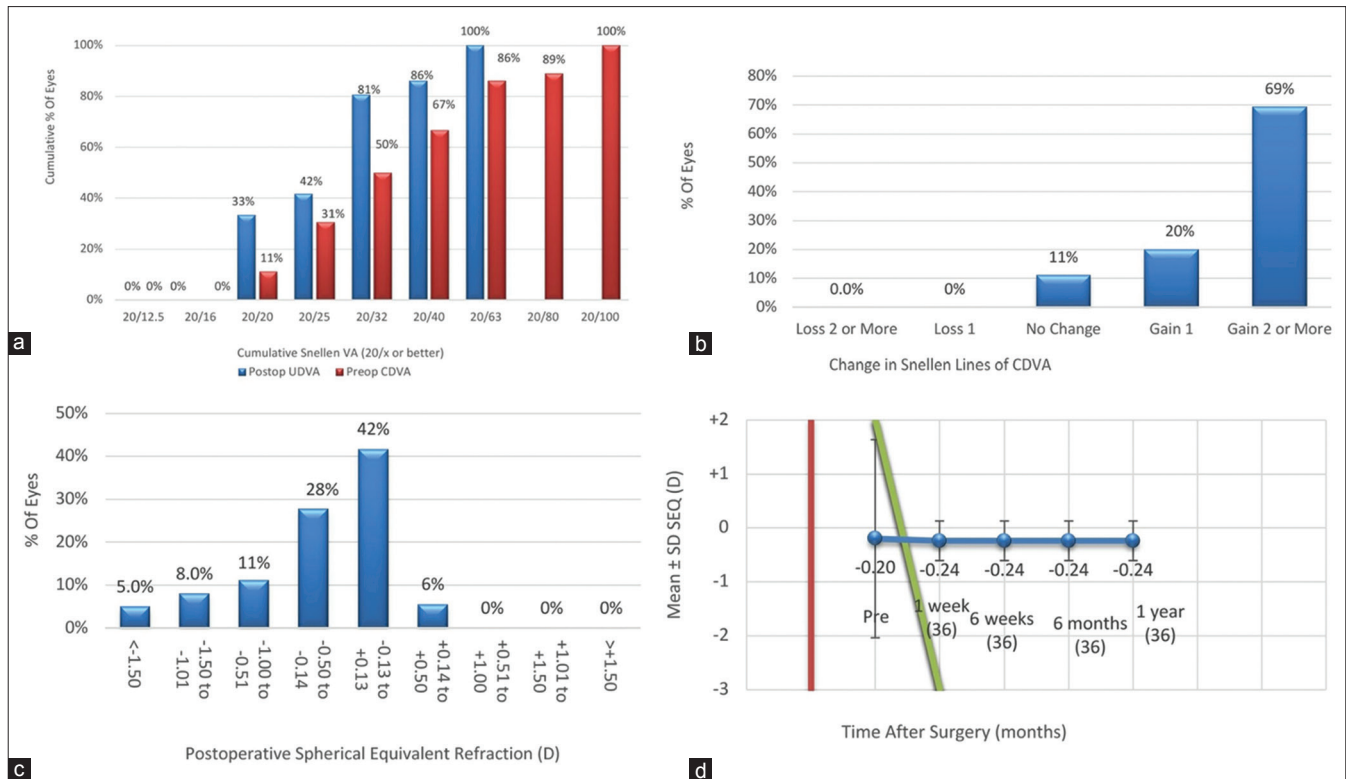 100%
80%
60%
40%
20%
0%
Cumulative % Of Eyes
0% 0% 0% 0%
33%
11%
42%
31%
81%
50%
86%
67%
100%
86%
89%
100%
20/12.5 20/16 20/20 20/25 20/32 20/40 20/63 20/80 20/100
Cumulative Snellen VA (20/x or better)
Postop UDVA Preop CDVA
a
80%
70%
60%
50%
40%
30%
20%
10%
0%
% Of Eyes
0.0%
0%
11%
20%
69%
Loss 2 or More Loss 1 No Change Gain 1 Gain 2 or More
Change in Snellen Lines of CDVA
b
50%
40%
30%
20%
10%
0%
% Of Eyes
5.0%
8.0%
11%
28%
42%
6%
0%
0%
0%
<-1.50
-1.50 to
-1.01
-1.00 to
-0.51
-0.50 to
-0.14
-0.13 to
+0.13
+0.14 to
+0.50
+0.51 to
+1.00
+1.01 to
+1.50
>+1.50
Postoperative Spherical Equivalent Refraction (D)
c
+2
+1
0
-1
-2
-3
Mean ± SD SEQ (D)
-0.20
-0.24
-0.24
-0.24
-0.24
Pre
1 week
(36)
6 weeks
(36)
6 months
(36)
1 year
(36)
Time After Surgery (months)
d